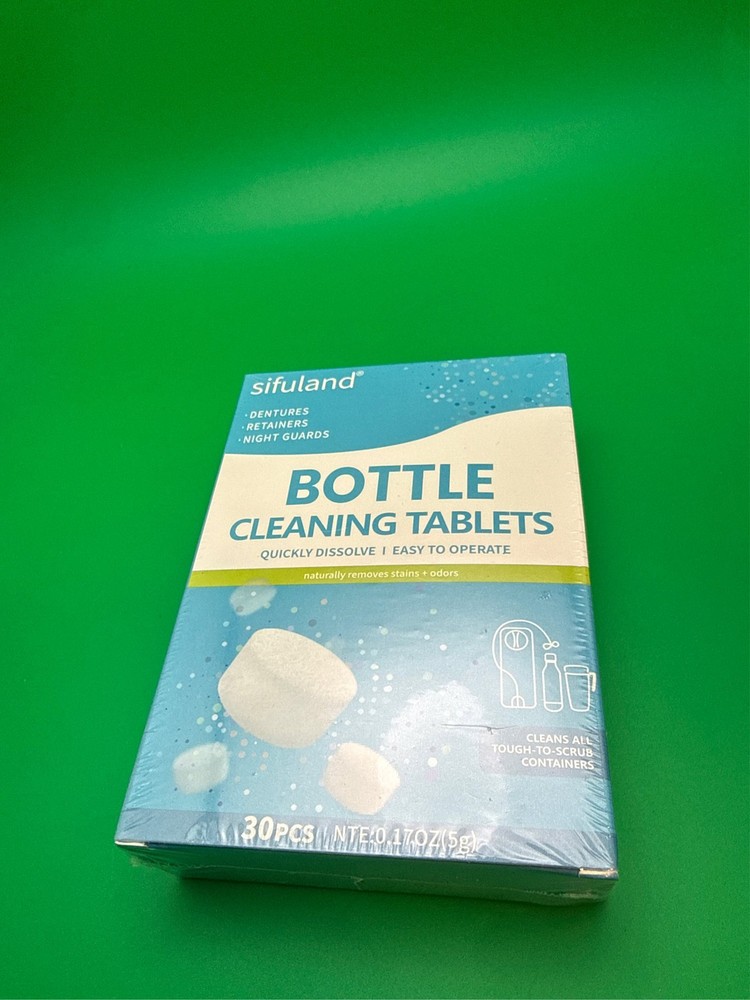 sifuland®
·DENTURES
·RETAINERS
·NIGHT GUARDS
BOTTLE
CLEANING TABLETS
QUICKLY DISSOLVE I EASY TO OPERATE
naturally removes stains + odors
CLEANS ALL
TOUGH-TO-SCRUB
CONTAINERS
30PCS | NTE:0.17OZ(5g)